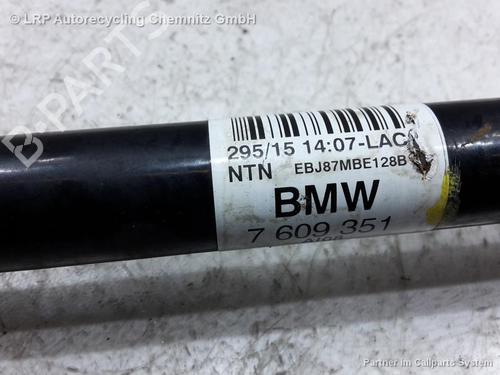 © LRP Autorecycling Chemnitz GmbH
B-PARTS
295/15 14:07-LAC
NTN EBJ87MBE128B
BMW
7 609 351
Partner im Callparts System